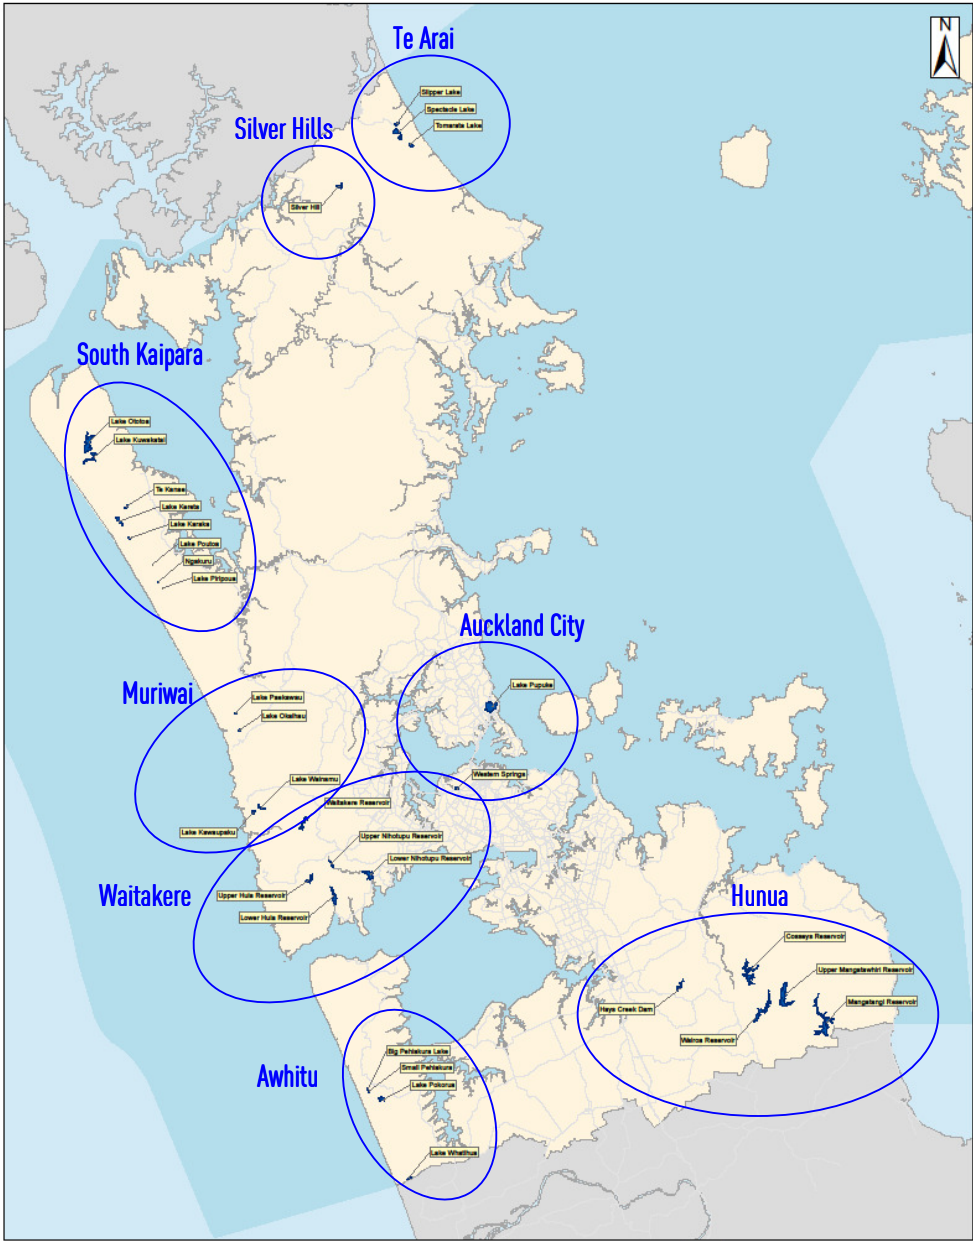 N
Te Arai
Slipper Lake
Spectacle Lake
Tomarata Lake
Silver Hills
Silver Hill
South Kaipara
Lake Ototoa
Lake Kuwakatai
Te Kanae
Lake Kereta
Lake Karaka
Lake Poutoa
Ngakuru
Lake Piripoua
Auckland City
Lake Pupuke
Western Springs
Muriwai
Lake Paekawau
Lake Okaihau
Lake Wainamu
Lake Kawaupaku
Waitakere Reservoir
Upper Nihotupu Reservoir
Lower Nihotupu Reservoir
Waitakere
Upper Huia Reservoir
Lower Huia Reservoir
Hunua
Cosseys Reservoir
Upper Mangatawhiri Reservoir
Mangatangi Reservoir
Hays Creek Dam
Wairoa Reservoir
Awhitu
Big Pehiakura Lake
Small Pehiakura
Lake Pokorua
Lake Whatihua